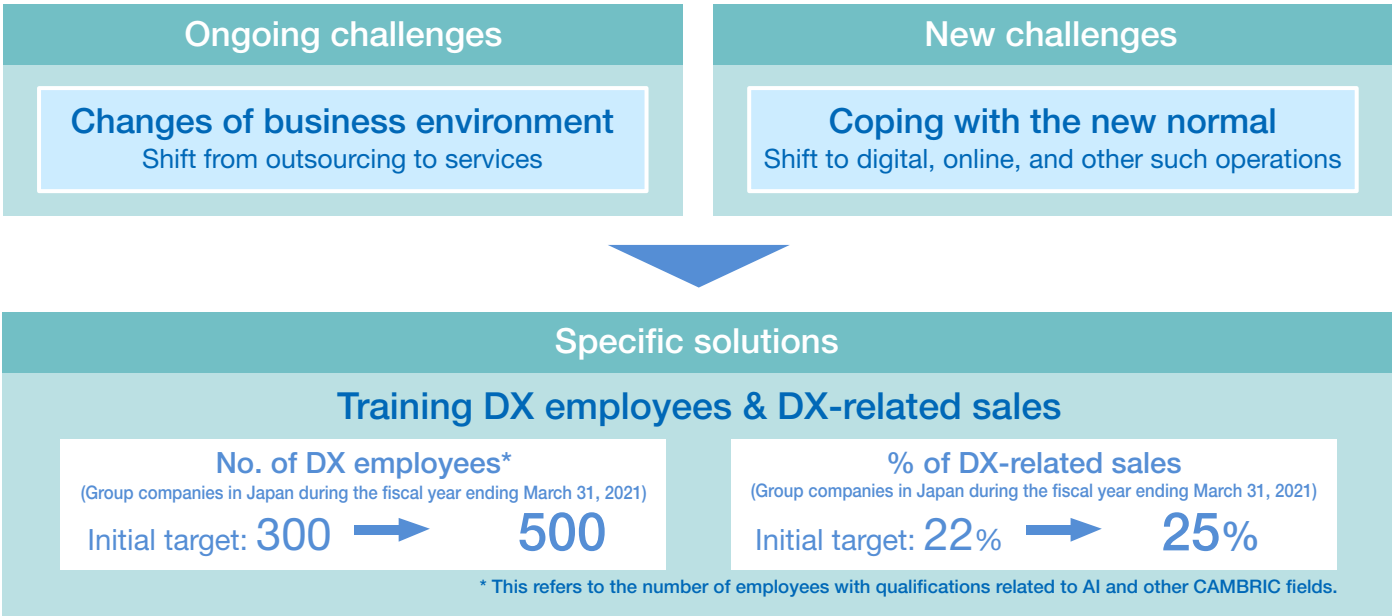 Ongoing challenges
Changes of business environment
Shift from outsourcing to services
New challenges
Coping with the new normal
Shift to digital, online, and other such operations
Specific solutions
Training DX employees & DX-related sales
No. of DX employees*
(Group companies in Japan during the fiscal year ending March 31, 2021)
Initial target: 300 500
% of DX-related sales
(Group companies in Japan during the fiscal year ending March 31, 2021)
Initial target: 22% 25%
* This refers to the number of employees with qualifications related to AI and other CAMBRIC fields.